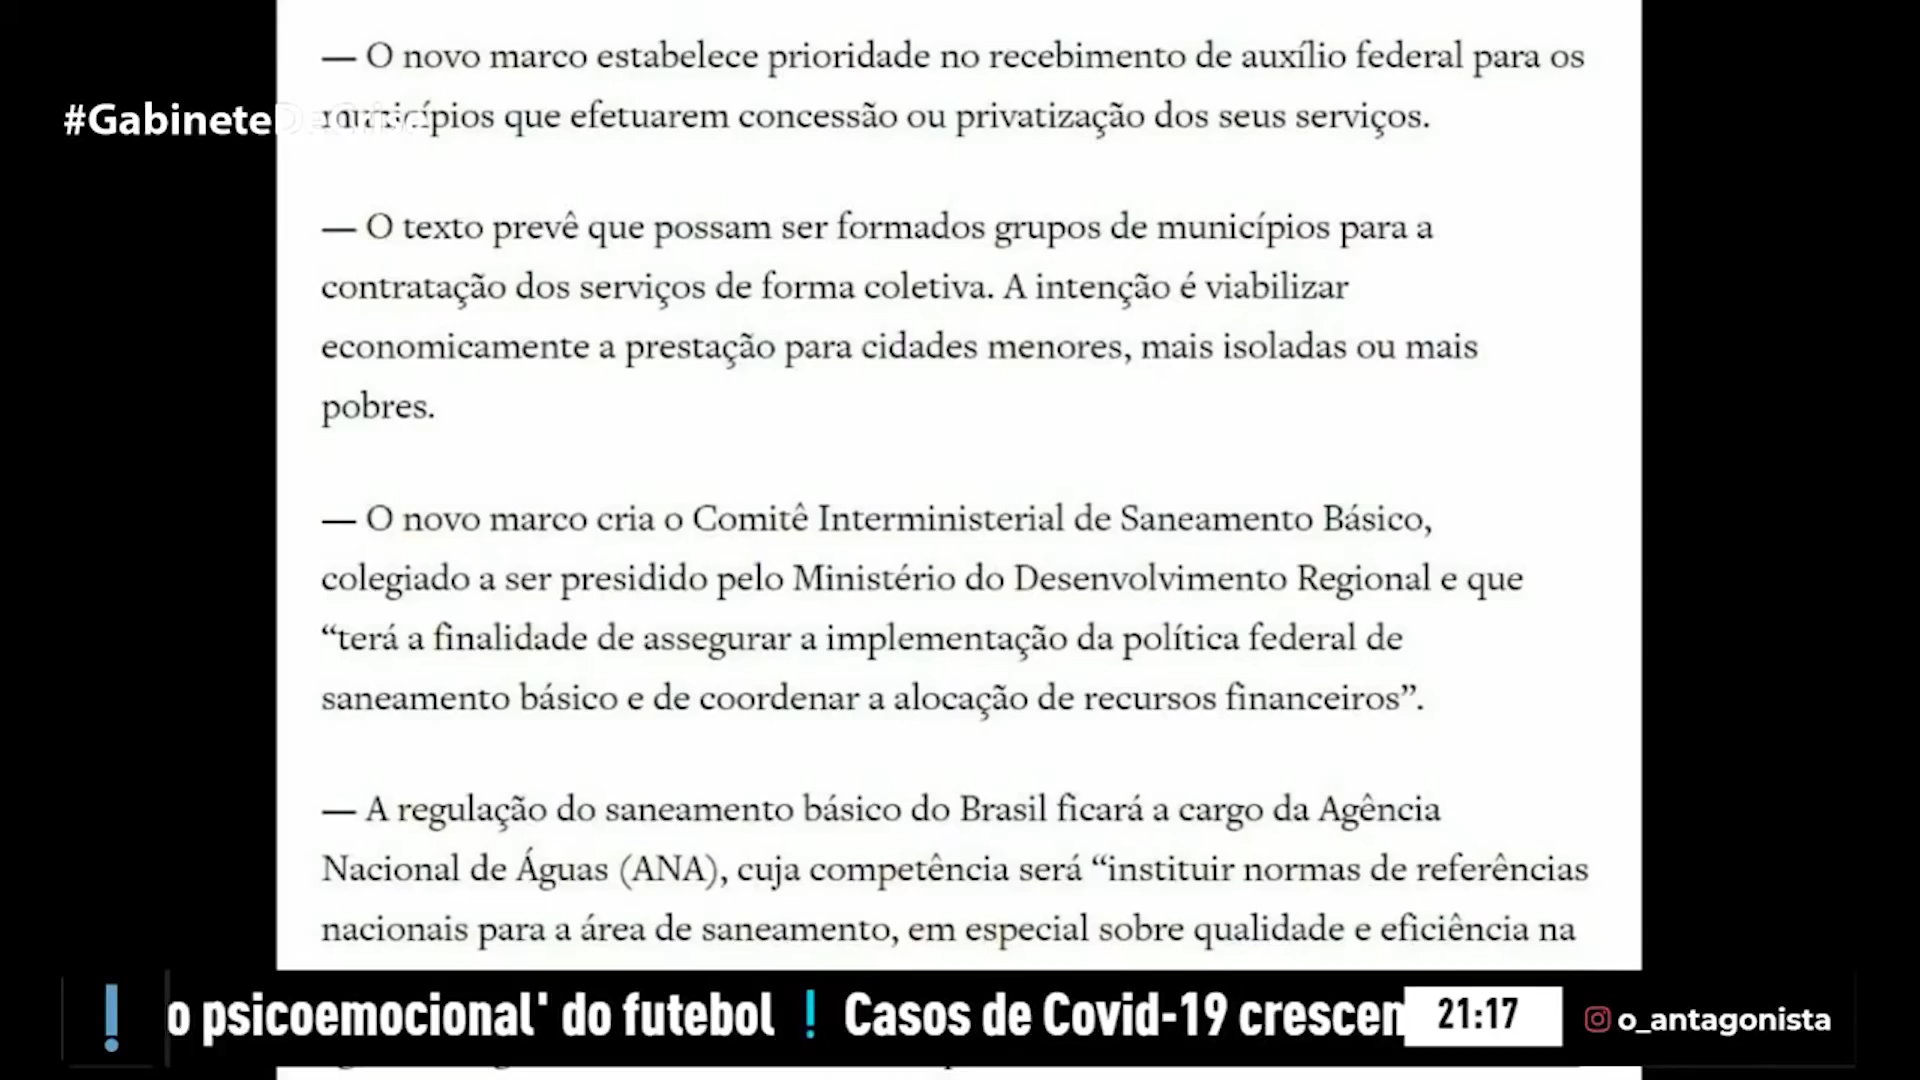 — O novo marco estabelece prioridade no recebimento de auxílio federal para os
#GabineteDeCrise
municípios que efetuarem concessão ou privatização dos seus serviços.
— O texto prevê que possam ser formados grupos de municípios para a
contratação dos serviços de forma coletiva. A intenção é viabilizar
economicamente a prestação para cidades menores, mais isoladas ou mais
pobres.
— O novo marco cria o Comitê Interministerial de Saneamento Básico,
colegiado a ser presidido pelo Ministério do Desenvolvimento Regional e que
“terá a finalidade de assegurar a implementação da política federal de
saneamento básico e de coordenar a alocação de recursos financeiros”.
— A regulação do saneamento básico do Brasil ficará a cargo da Agência
Nacional de Águas (ANA), cuja competência será “instituir normas de referências
nacionais para a área de saneamento, em especial sobre qualidade e eficiência na
o psicoemocional' do futebol ! Casos de Covid-19 crescem
21:17
o_antagonista